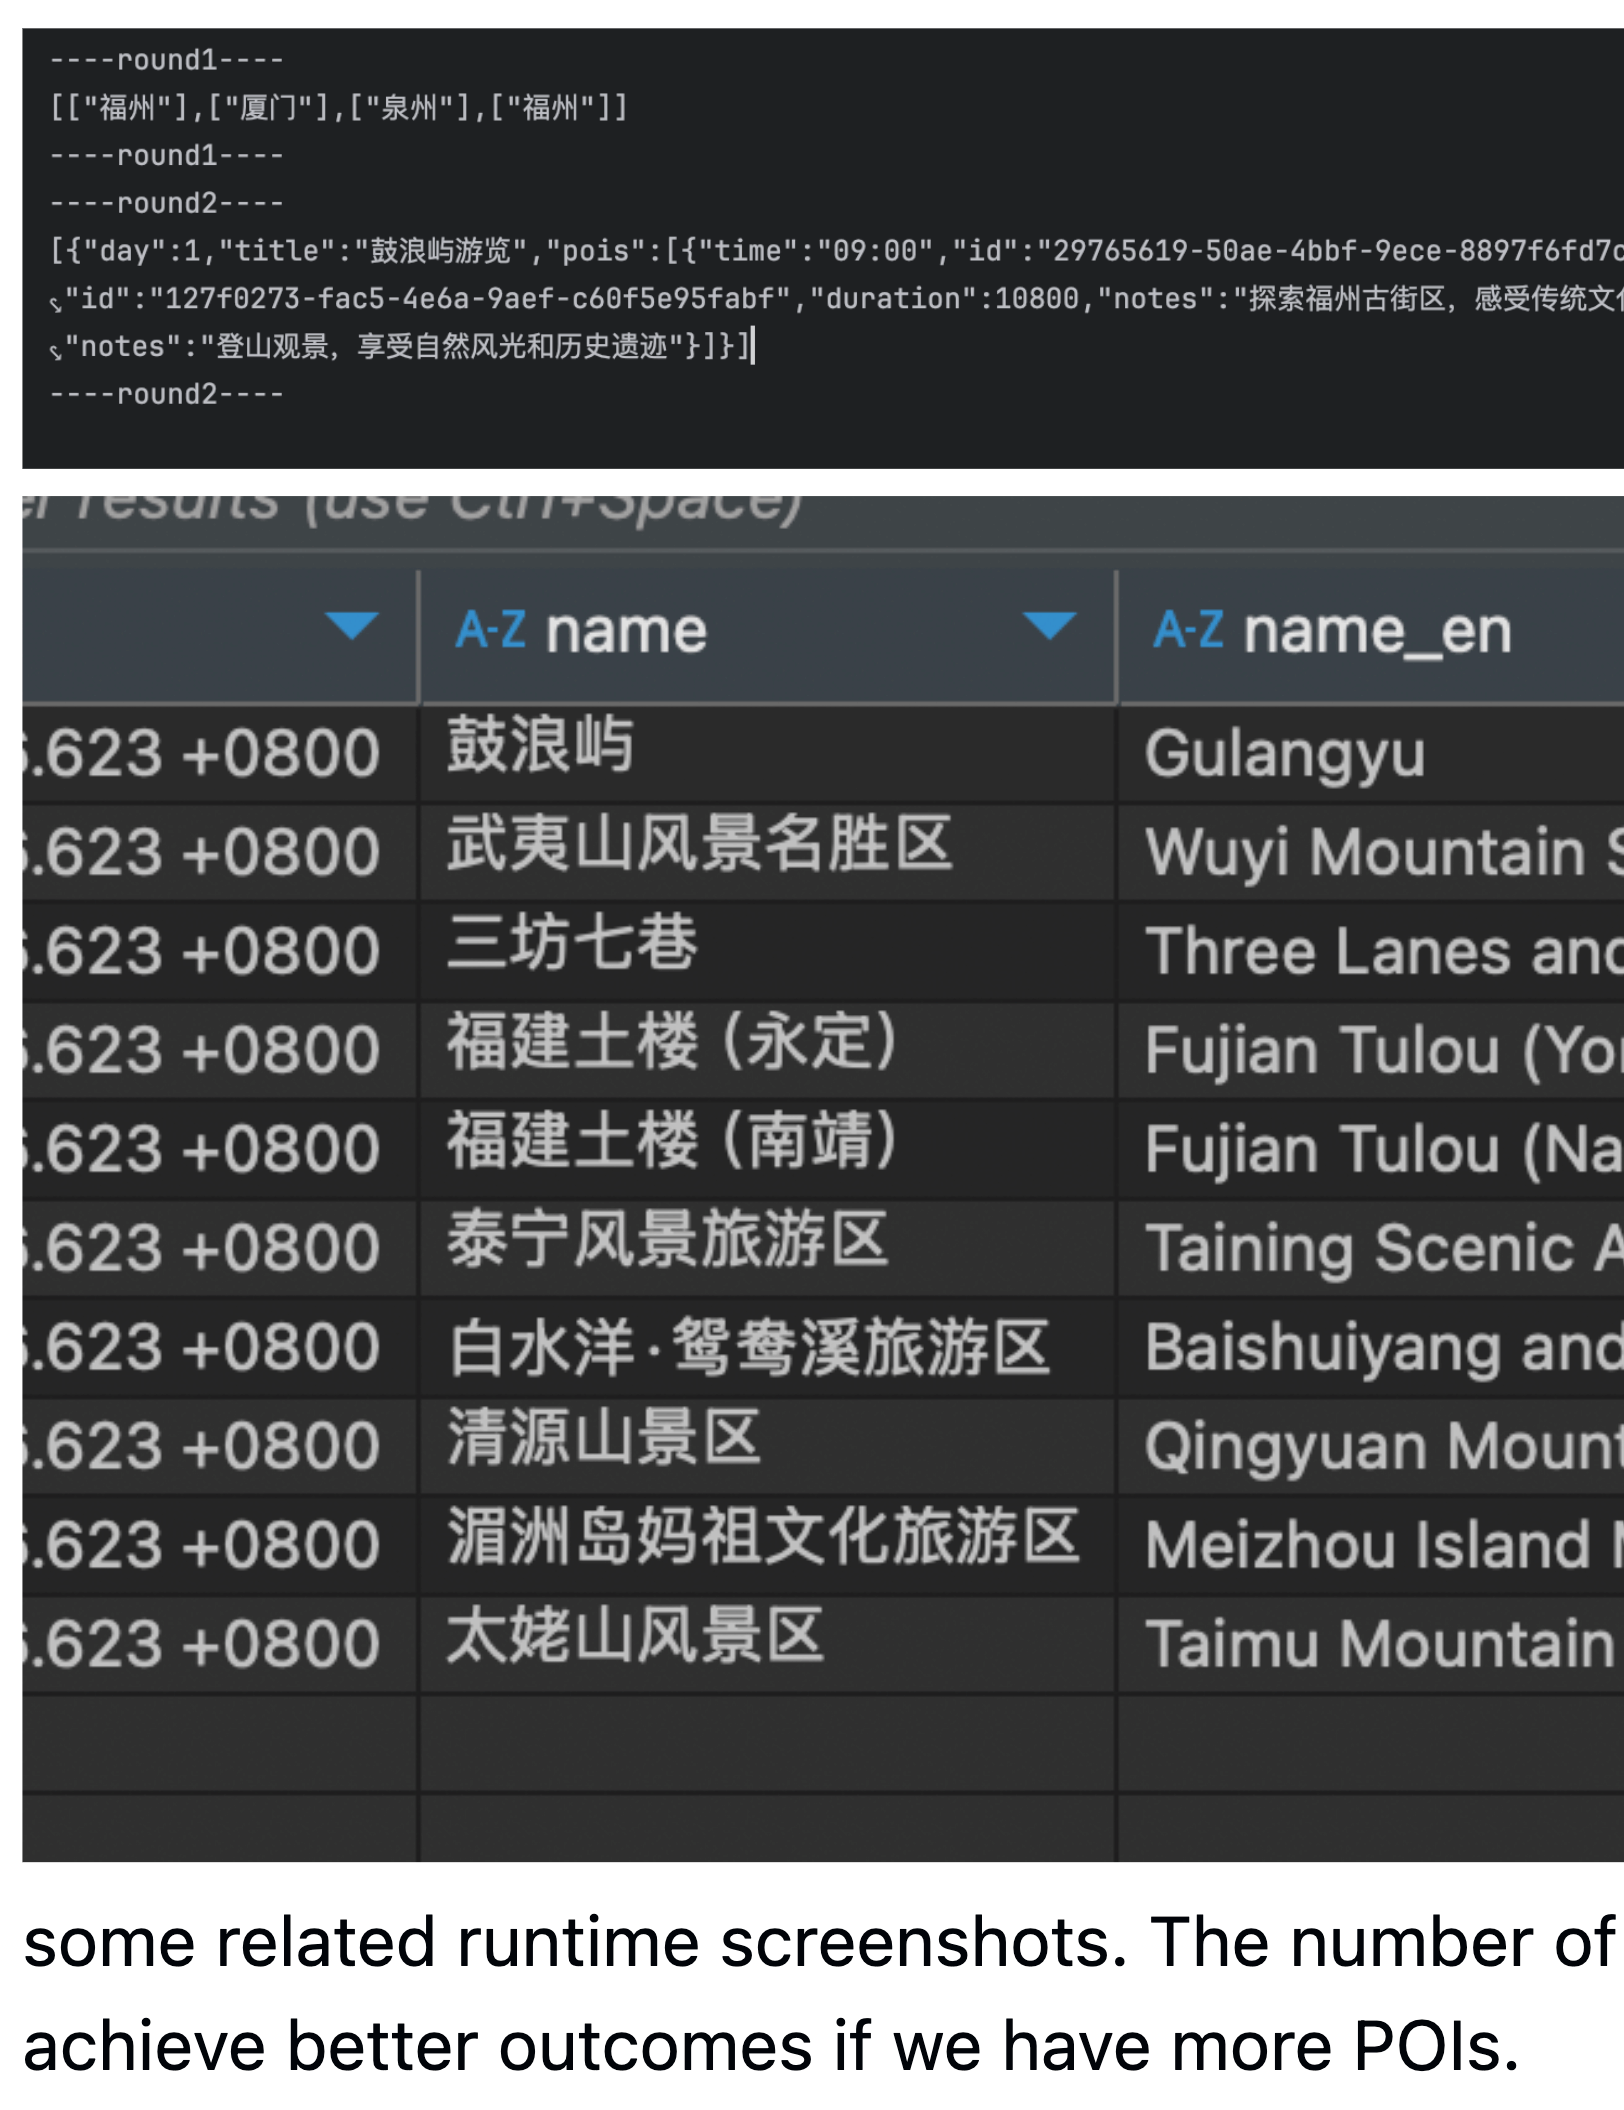 ----round1----
[["福州"],["厦门"],["泉州"],["福州"]]
----round1----
----round2----
[{"day":1,"title":"鼓浪屿游览","pois":[{"time":"09:00","id":"29765619-50ae-4bbf-9ece-8897f6fd7c
"id":"127f0273-fac5-4e6a-9aef-c60f5e95fabf","duration":10800,"notes":"探索福州古街区，感受传统文
"notes":"登山观景，享受自然风光和历史遗迹"}]}]
----round2----
results (use Ctrl+Space)
A-Z name A-Z name_en
.623 +0800 鼓浪屿 Gulangyu
.623 +0800 武夷山风景名胜区 Wuyi Mountain S
.623 +0800 三坊七巷 Three Lanes and
.623 +0800 福建土楼（永定） Fujian Tulou (Yo
.623 +0800 福建土楼（南靖） Fujian Tulou (Na
.623 +0800 泰宁风景旅游区 Taining Scenic A
.623 +0800 白水洋·鸳鸯溪旅游区 Baishuiyang and
.623 +0800 清源山景区 Qingyuan Mount
.623 +0800 湄洲岛妈祖文化旅游区 Meizhou Island
.623 +0800 太姥山风景区 Taimu Mountain
some related runtime screenshots. The number of
achieve better outcomes if we have more POIs.